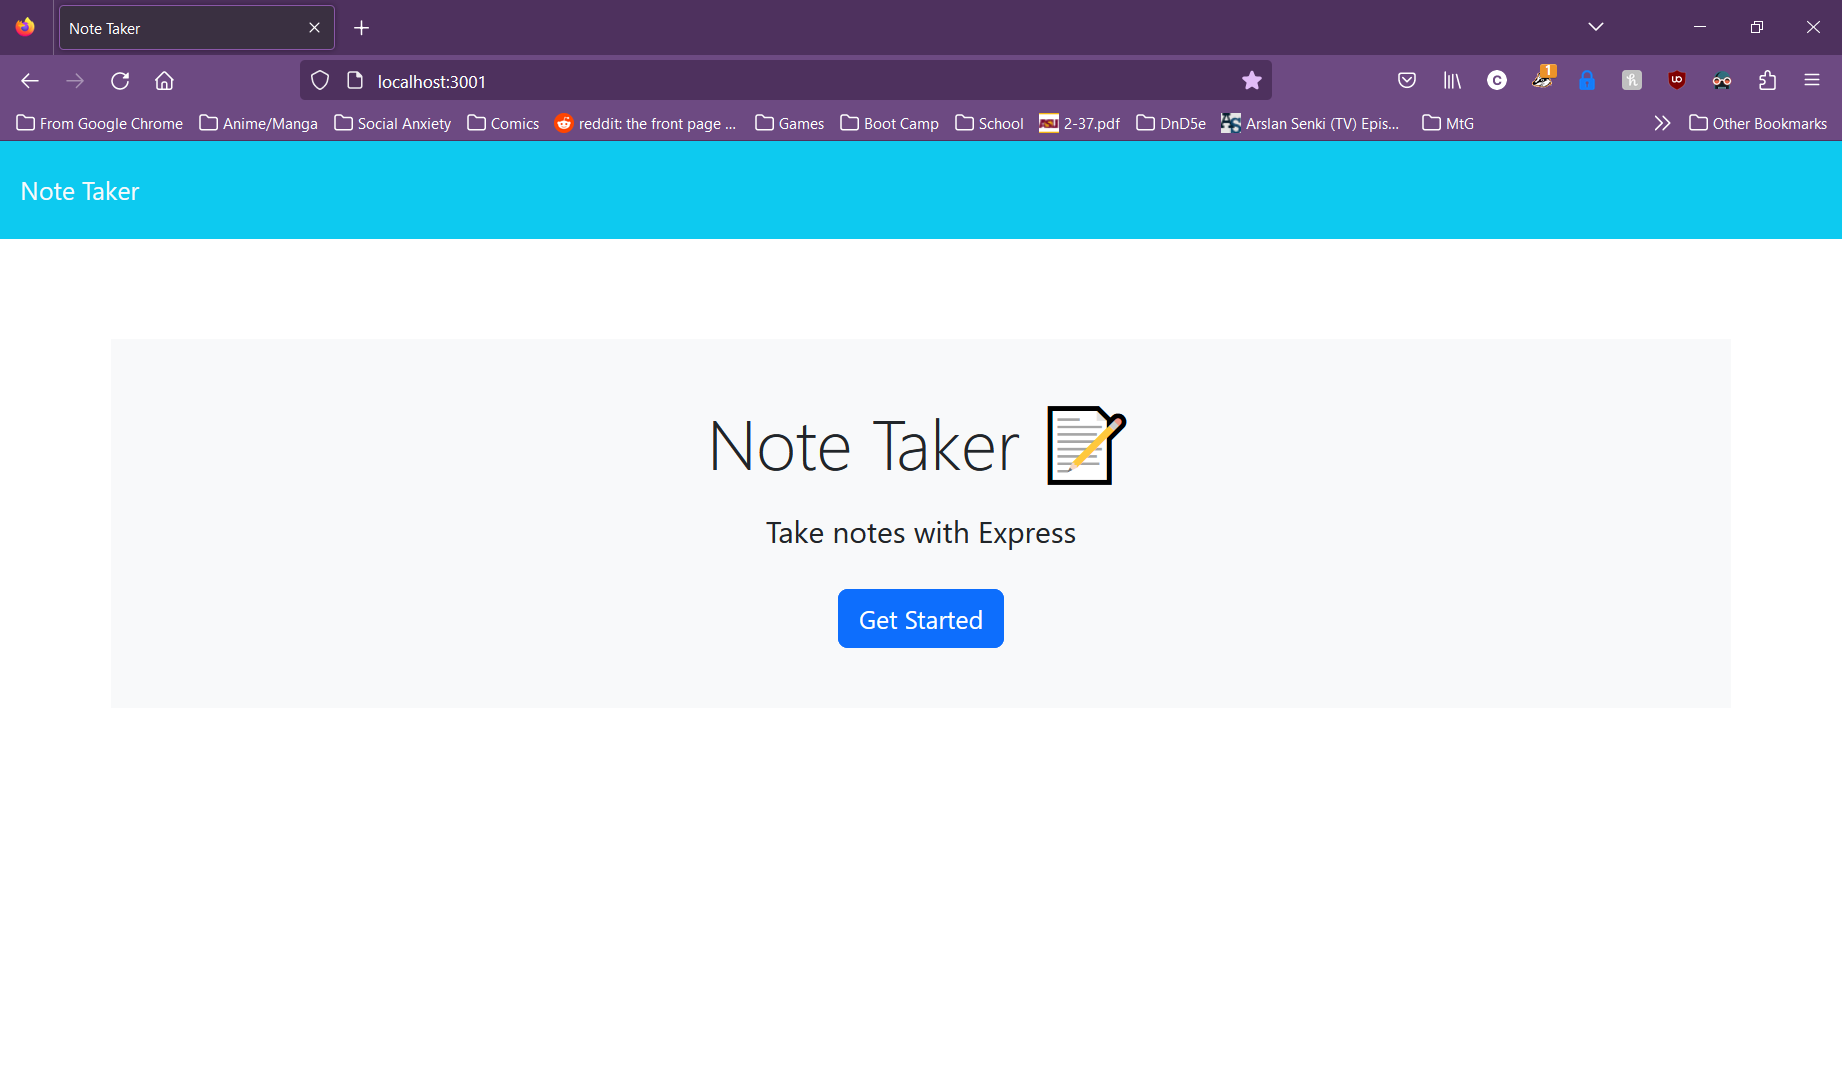 Note Taker
localhost:3001
1
From Google Chrome Anime/Manga Social Anxiety Comics reddit: the front page ... Games Boot Camp School 2-37.pdf DnD5e Arslan Senki (TV) Epis... MtG Other Bookmarks
Note Taker
Note Taker
Take notes with Express
Get Started